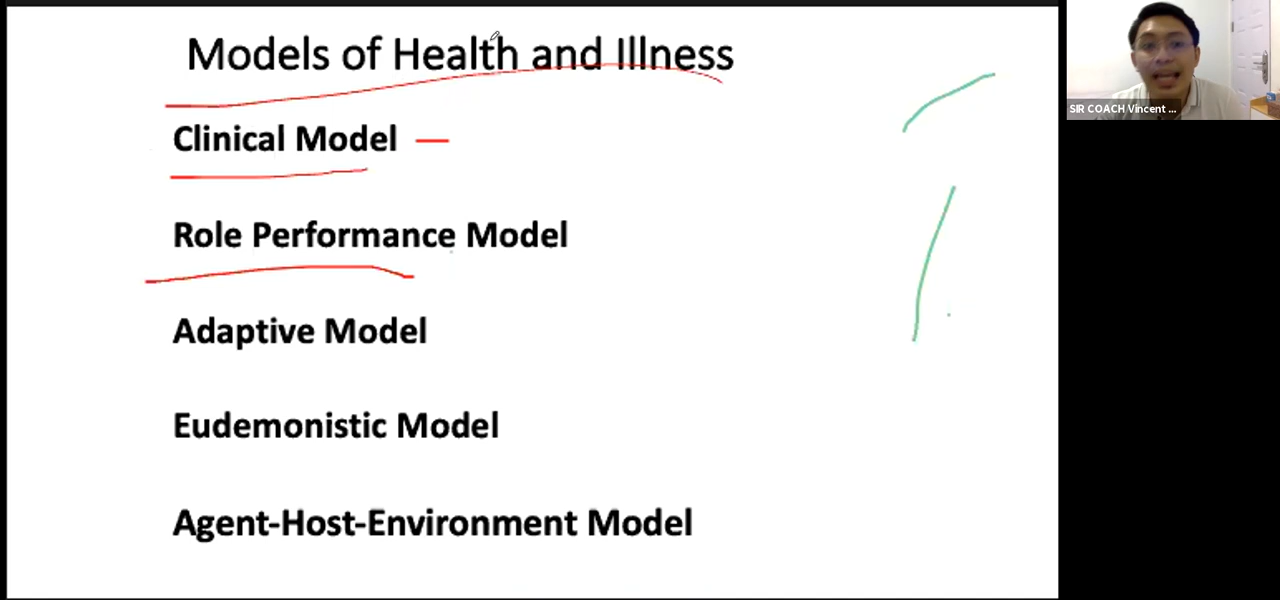 Models of Health and Illness
Clinical Model
Role Performance Model
Adaptive Model
Eudemonistic Model
Agent-Host-Environment Model
SIR COACH Vincent ...